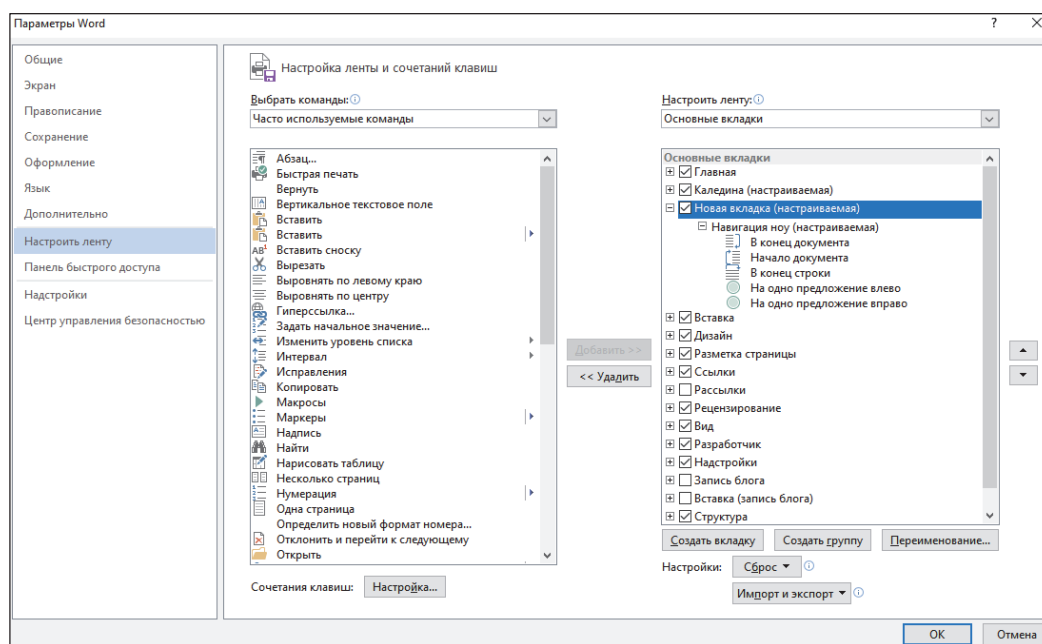 Параметры Word
?
Общие
Экран
Правописание
Сохранение
Оформление
Язык
Дополнительно
Настроить ленту
Панель быстрого доступа
Надстройки
Центр управления безопасностью
Настройка ленты и сочетаний клавиш
Выбрать команды:
Часто используемые команды
Абзац...
Быстрая печать
Вернуть
Вертикальное текстовое поле
Вставить
Вставить
Вставить сноску
Вырезать
Выровнять по левому краю
Выровнять по центру
Гиперссылка...
Задать начальное значение...
Изменить уровень списка
Интервал
Исправления
Копировать
Макросы
Маркеры
Надпись
Найти
Нарисовать таблицу
Несколько страниц
Нумерация
Одна страница
Определить новый формат номера...
Отклонить и перейти к следующему
Открыть
Сочетания клавиш: Настройка...
Добавить >>
<< Удалить
Настроить ленту:
Основные вкладки
Основные вкладки
Главная
Каледина (настраиваемая)
Новая вкладка (настраиваемая)
Навигация ноу (настраиваемая)
В конец документа
Начало документа
В конец строки
На одно предложение влево
На одно предложение вправо
Вставка
Дизайн
Разметка страницы
Ссылки
Рассылки
Рецензирование
Вид
Разработчик
Надстройки
Запись блога
Вставка (запись блога)
Структура
Создать вкладку Создать группу Переименование...
Настройки: Сброс
Импорт и экспорт
ОК Отмена